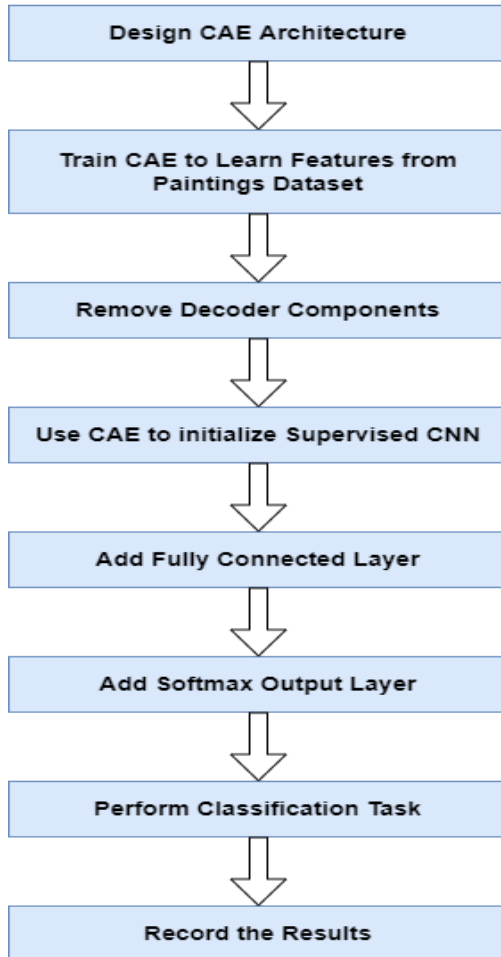 Design CAE Architecture
Train CAE to Learn Features from
Paintings Dataset
Remove Decoder Components
Use CAE to initialize Supervised CNN
Add Fully Connected Layer
Add Softmax Output Layer
Perform Classification Task
Record the Results